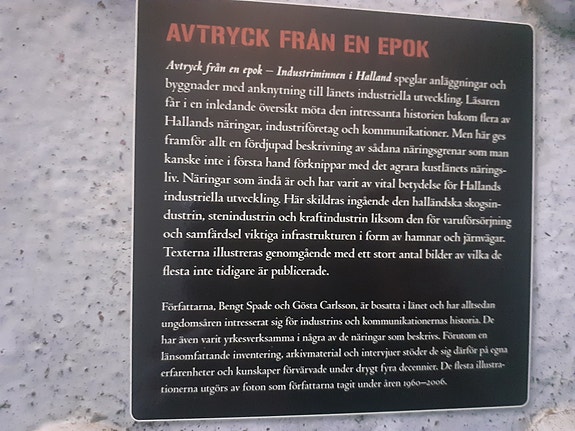 AVTRYCK FRÅN EN EPOK
Avtryck från en epok – Industriminnen i Halland speglar anläggningar och
byggnader med anknytning till länets industriella utveckling. Läsaren
får i en inledande översikt möta den intressanta historien bakom flera av
Hallands näringar, industriföretag och kommunikationer. Men här ges
framför allt en fördjupad beskrivning av sådana näringsgrenar som man
kanske inte i första hand förknippar med det agrara kustlänets närings-
liv. Näringar som ändå är och har varit av vital betydelse för Hallands
industriella utveckling. Här skildras ingående den halländska skogsin-
dustrin, stenindustrin och kraftindustrin liksom den för varuförsörjning
och samfärdsel viktiga infrastrukturen i form av hamnar och järnvägar.
Texterna illustreras genomgående med ett stort antal bilder av vilka de
flesta inte tidigare är publicerade.
Författarna, Bengt Spade och Gösta Carlsson, är bosatta i länet och har alltsedan
ungdomsåren intresserat sig för industrins och kommunikationernas historia. De
har även varit yrkesverksamma i några av de näringar som beskrivs. Förutom en
länsomfattande inventering, arkivmaterial och intervjuer stöder de sig därför på egna
erfarenheter och kunskaper förvärvade under drygt fyra decennier. De flesta illustra-
tionerna utgörs av foton som författarna tagit under åren 1960–2006.